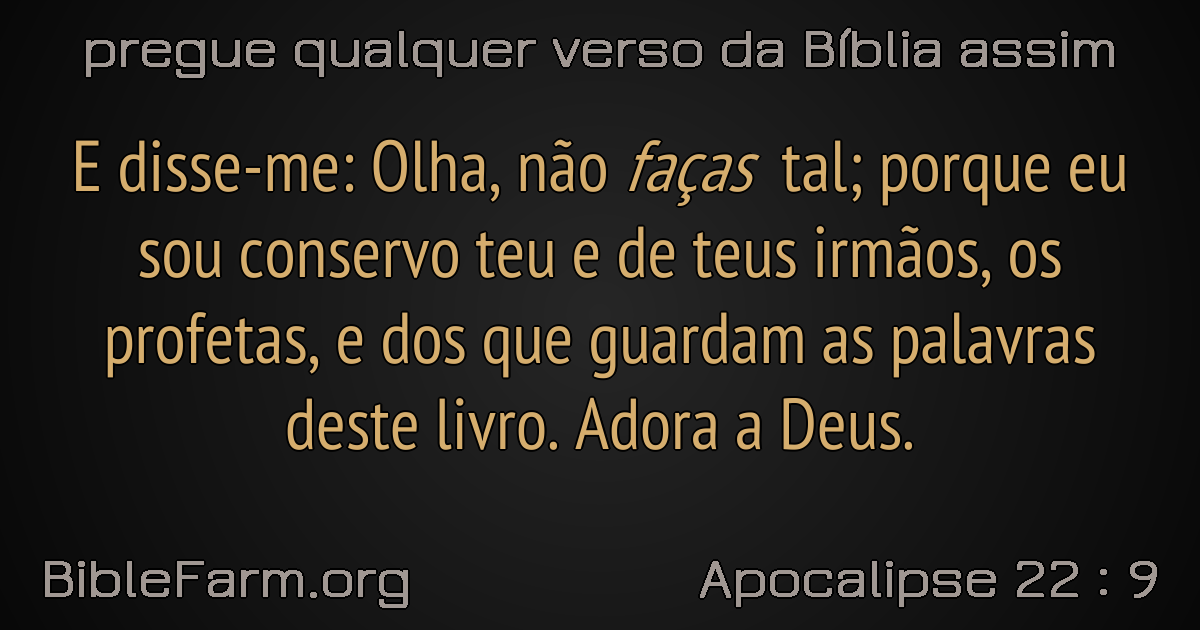 pregue qualquer verso da Bíblia assim
E disse-me: Olha, não faças tal; porque eu
sou conservo teu e de teus irmãos, os
profetas, e dos que guardam as palavras
deste livro. Adora a Deus.
BibleFarm.org
Apocalipse 22 : 9